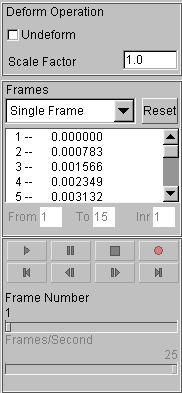 Deform Operation
Undeform
Scale Factor 1.0
Frames
Single Frame Reset
1 -- 0.000000
2 -- 0.000783
3 -- 0.001566
4 -- 0.002349
5 -- 0.003132
From 1 To 15 Inr 1
Frame Number
1
Frames/Second
25